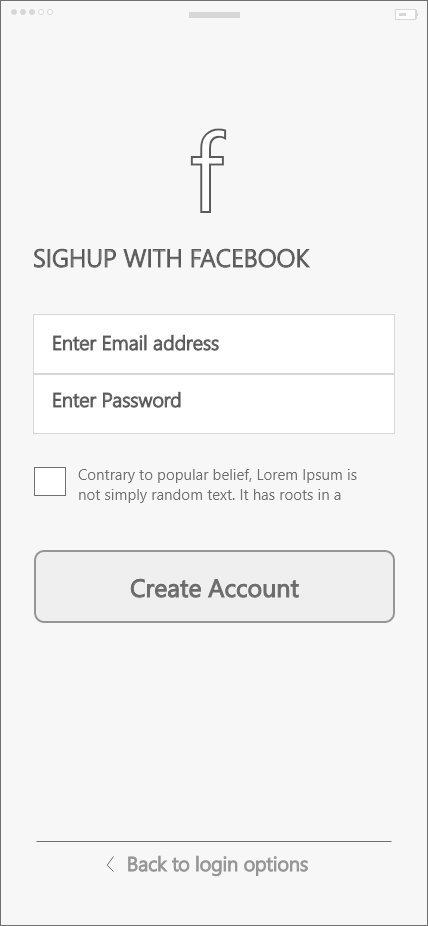 f
SIGHUP WITH FACEBOOK
Enter Email address
Enter Password
Contrary to popular belief, Lorem Ipsum is
not simply random text. It has roots in a
Create Account
Back to login options